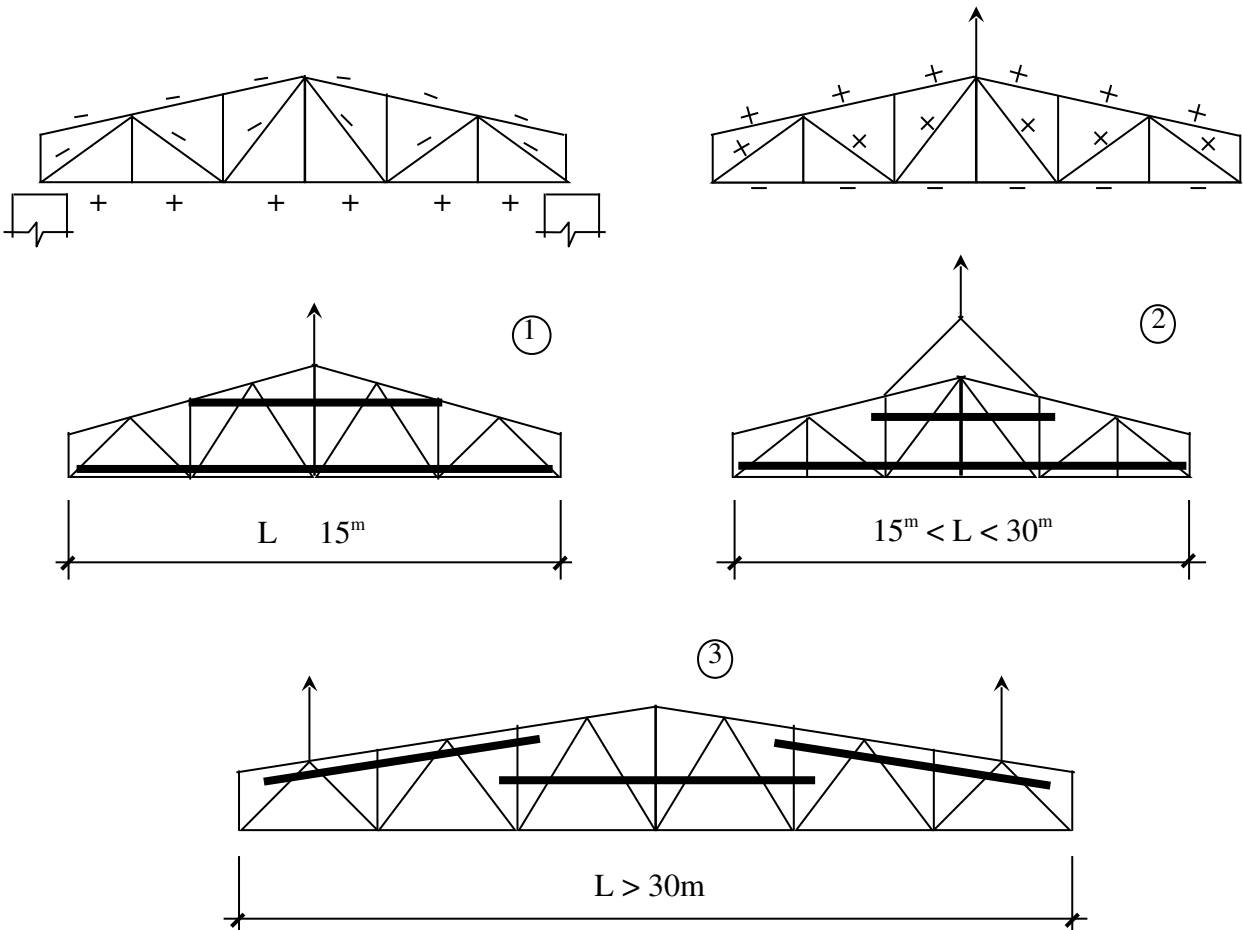 − − − − − − + + + + + +
− − − − − −
+ + + + + +
+ × × × × ×
− − − − − −
1
2
L 15ᵐ
15ᵐ < L < 30ᵐ
3
L > 30m